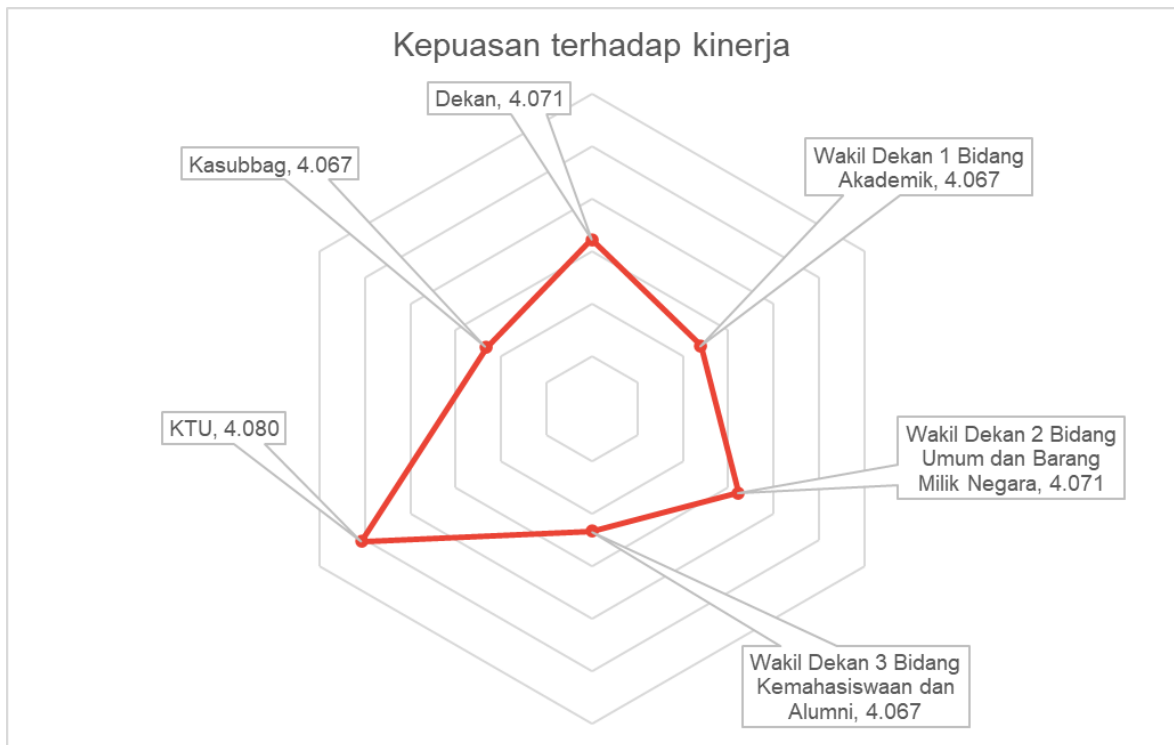 Kepuasan terhadap kinerja
Dekan, 4.071
Wakil Dekan 1 Bidang
Akademik, 4.067
Wakil Dekan 2 Bidang
Umum dan Barang
Milik Negara, 4.071
Wakil Dekan 3 Bidang
Kemahasiswaan dan
Alumni, 4.067
KTU, 4.080
Kasubbag, 4.067